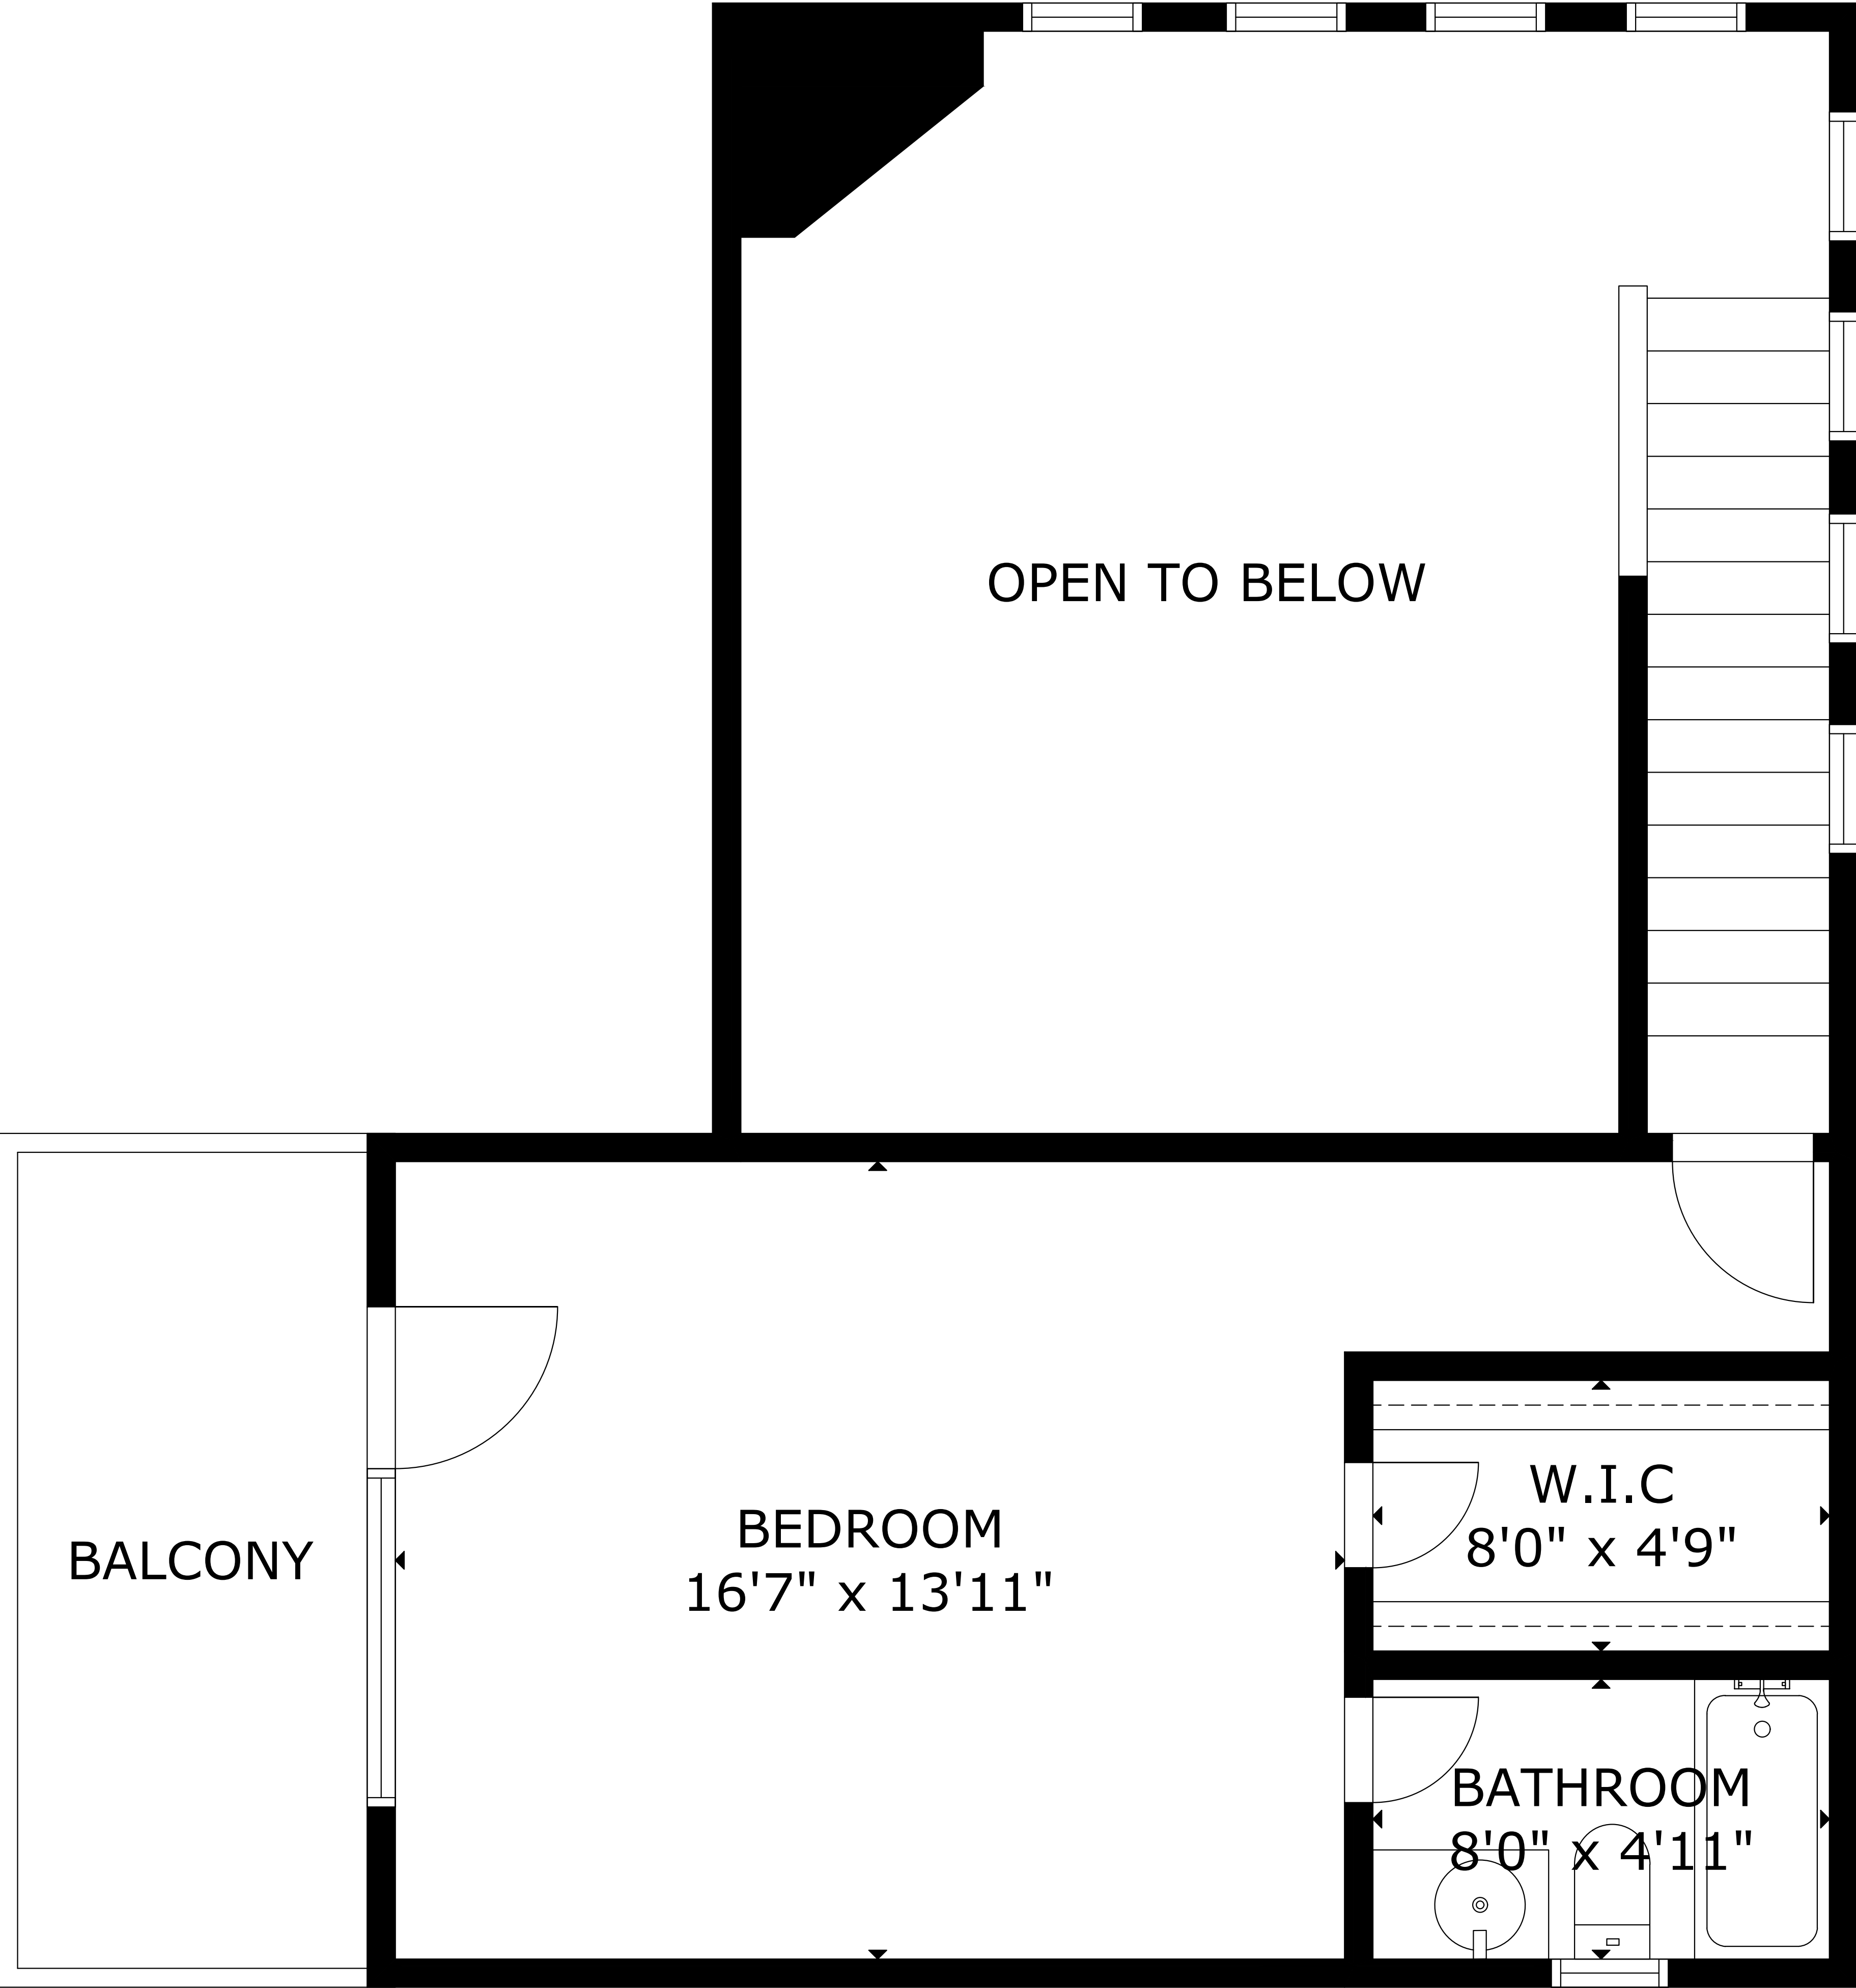 OPEN TO BELOW
BALCONY
BEDROOM
16'7" x 13'11"
W.I.C
8'0" x 4'9"
BATHROOM
8'0" x 4'11"